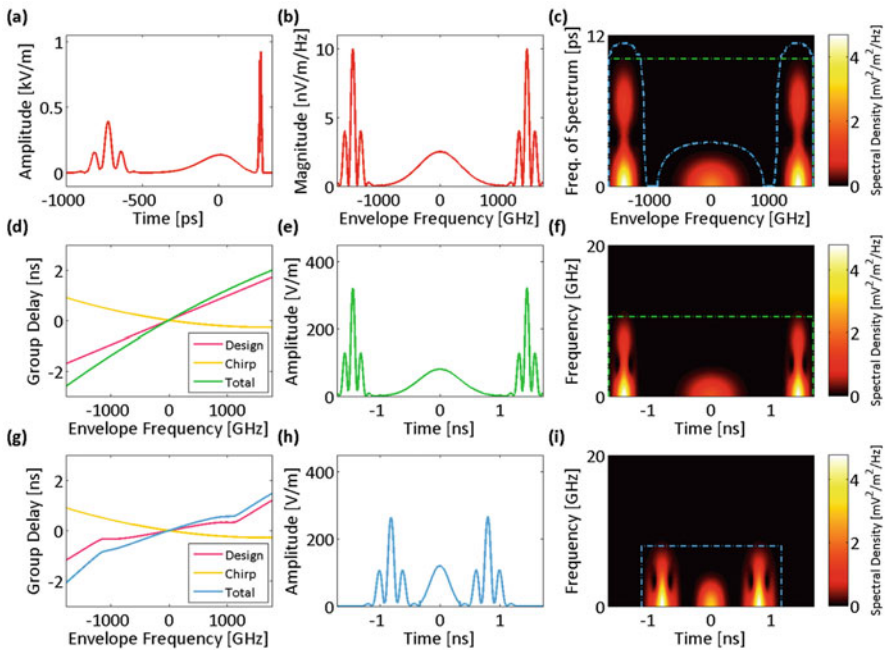 (a)
Amplitude [kV/m]
1
0.5
0
-1000
-500
0
Time [ps]
(b)
Magnitude [nV/m/Hz]
10
5
0
-1000
0
1000
Envelope Frequency [GHz]
(c)
Freq. of Spectrum [ps]
12
0
-1000
0
1000
Envelope Frequency [GHz]
4
2
0
Spectral Density [mV²/m²/Hz]
(d)
Group Delay [ns]
2
0
-2
-1000
0
1000
Envelope Frequency [GHz]
Design
Chirp
Total
(e)
Amplitude [V/m]
400
200
0
-1
0
1
Time [ns]
(f)
Frequency [GHz]
20
0
-1
0
1
Time [ns]
4
2
0
Spectral Density [mV²/m²/Hz]
(g)
Group Delay [ns]
2
0
-2
-1000
0
1000
Envelope Frequency [GHz]
Design
Chirp
Total
(h)
Amplitude [V/m]
400
200
0
-1
0
1
Time [ns]
(i)
Frequency [GHz]
20
0
-1
0
1
Time [ns]
4
2
0
Spectral Density [mV²/m²/Hz]